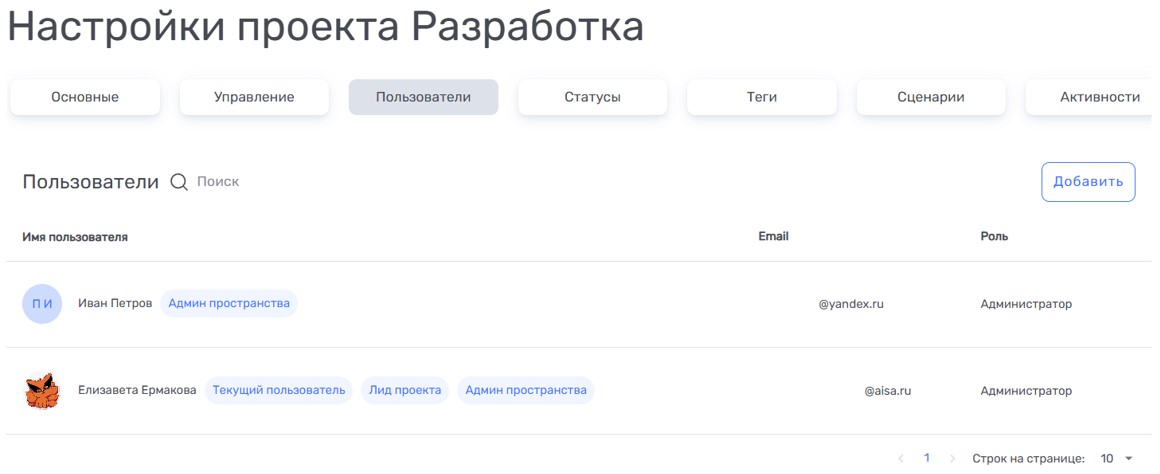 Настройки проекта Разработка
Основные Управление Пользователи Статусы Теги Сценарии Активности
Пользователи Поиск Добавить
Имя пользователя Email Роль
П И Иван Петров Админ пространства @yandex.ru Администратор
Елизавета Ермакова Текущий пользователь Лид проекта Админ пространства @aisa.ru Администратор
1 Строк на странице: 10